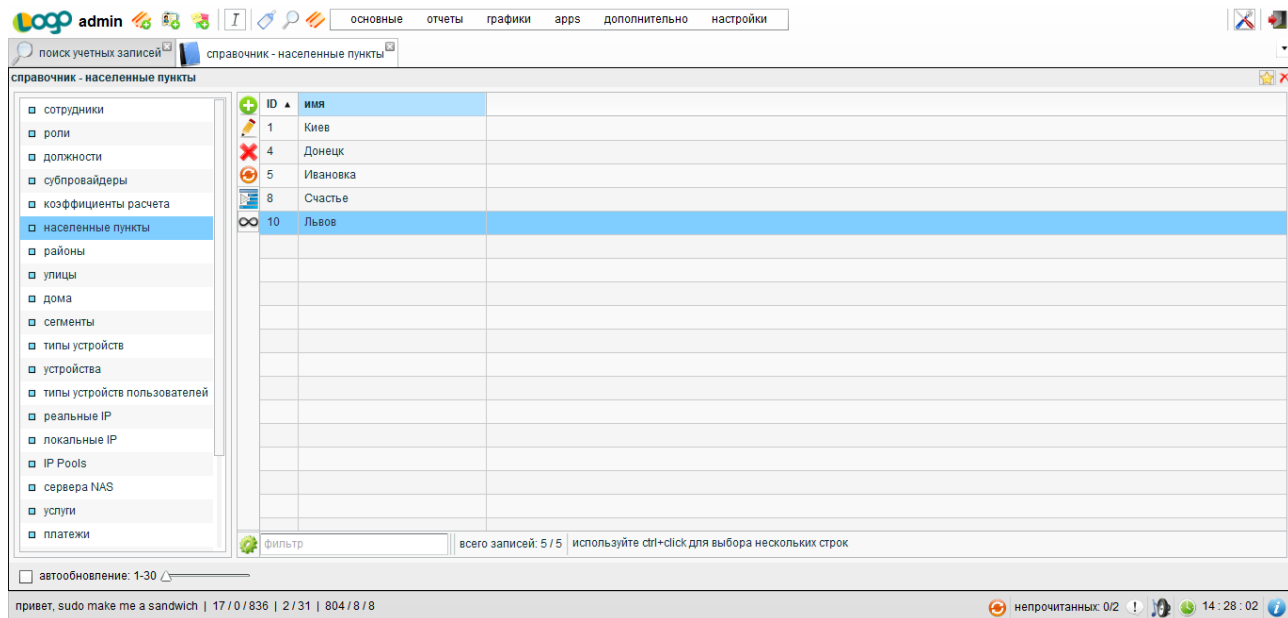 Logo admin I основные отчеты графики apps дополнительно настройки
поиск учетных записей справочник - населенные пункты
справочник - населенные пункты
сотрудники
роли
должности
субпровайдеры
коэффициенты расчета
населенные пункты
районы
улицы
дома
сегменты
типы устройств
устройства
типы устройств пользователей
реальные IP
локальные IP
IP Pools
сервера NAS
услуги
платежи
ID ▲ имя
1 Киев
4 Донецк
5 Ивановка
8 Счастье
10 Львов
фильтр всего записей: 5 / 5 используйте ctrl+click для выбора нескольких строк
автообновление: 1-30
привет, sudo make me a sandwich | 17 / 0 / 836 | 2 / 31 | 804 / 8 / 8 непрочитанных: 0/2 ! 14 : 28 : 02 i